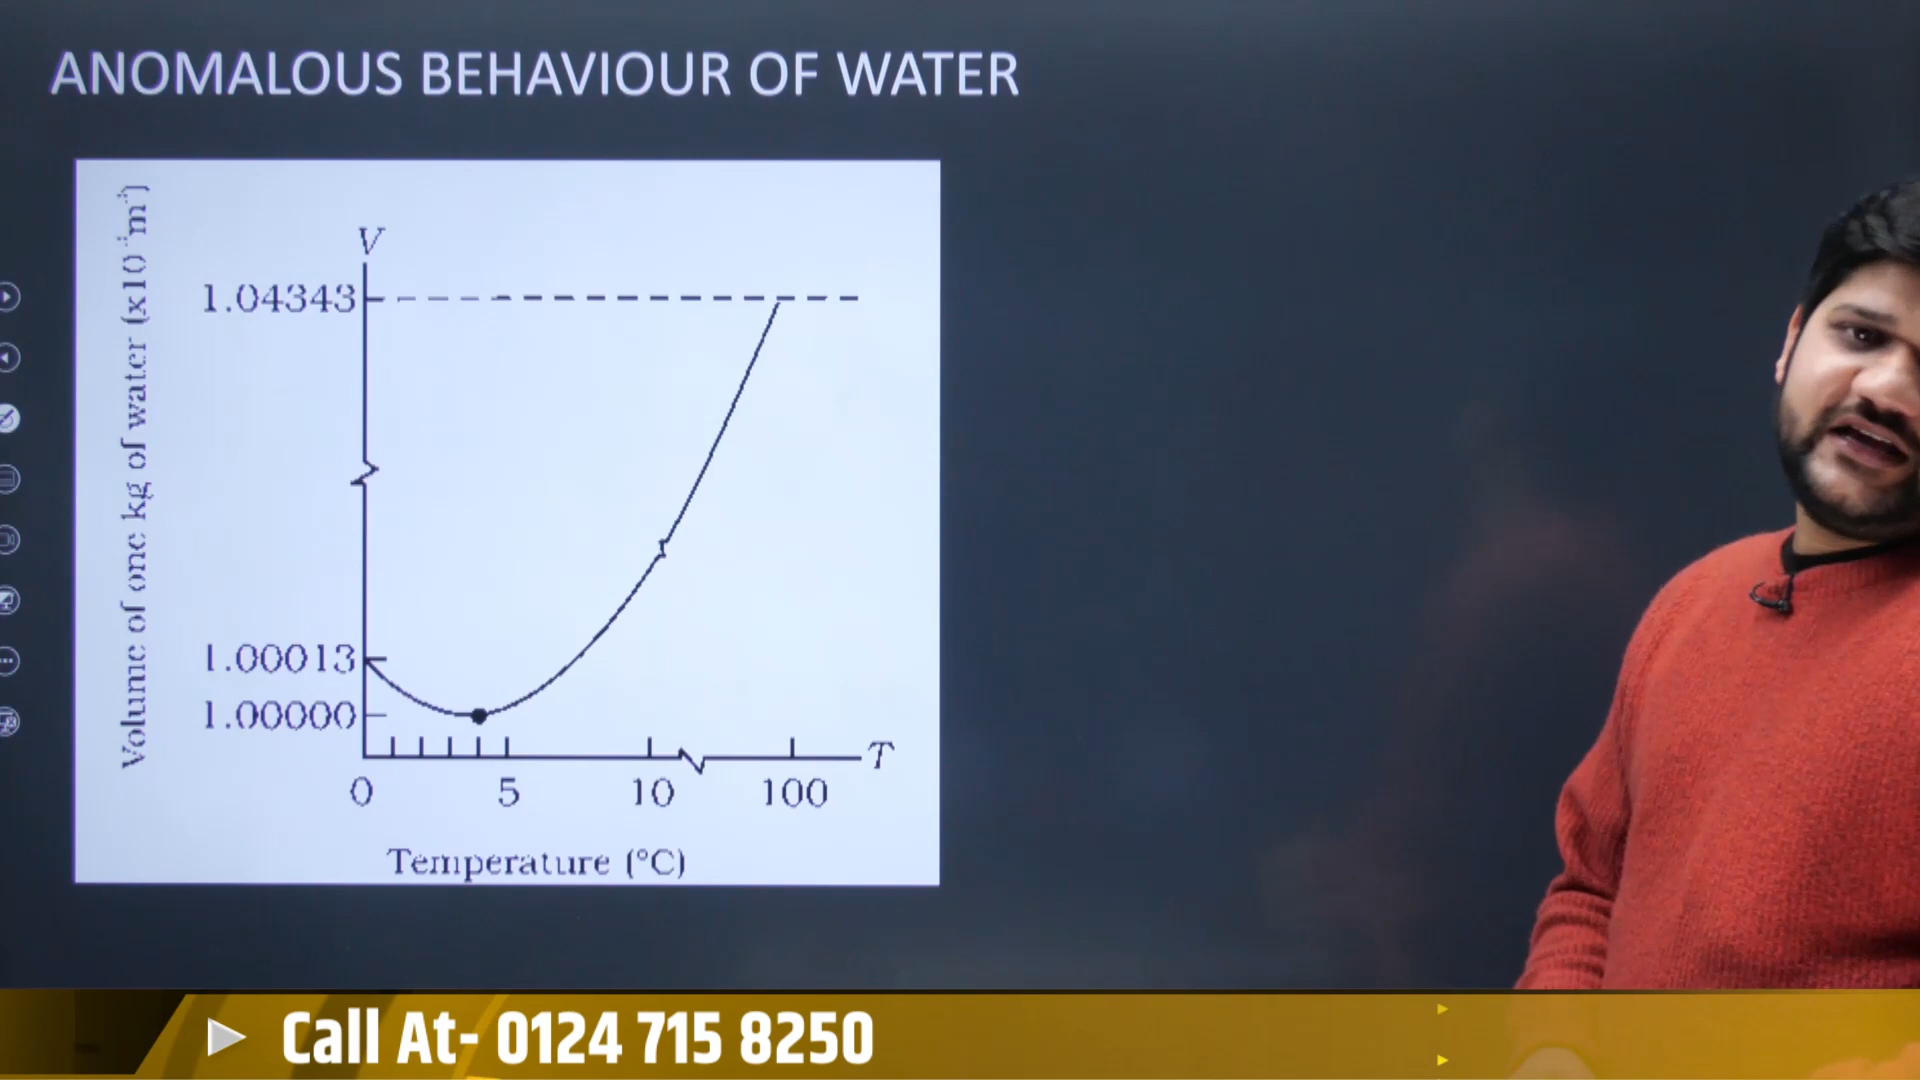 ANOMALOUS BEHAVIOUR OF WATER
Volume of one kg of water (x10⁻³m³)
V
1.04343
1.00013
1.00000
T
0 5 10 100
Temperature (°C)
Call At- 0124 715 8250